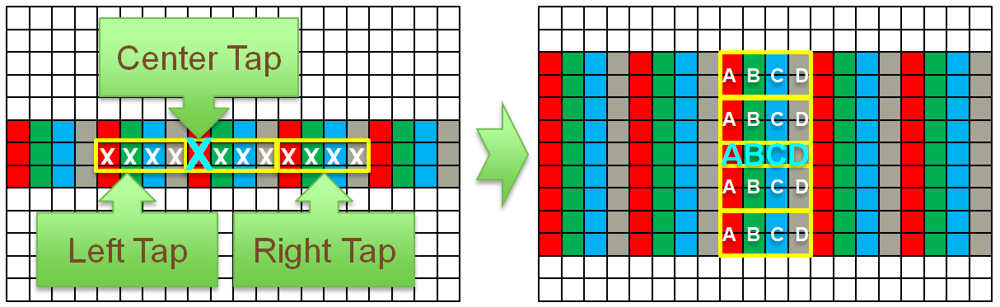 Center Tap
X X X X X X X X X X X X
Left Tap
Right Tap
A B C D
A B C D
ABCD
A B C D
A B C D